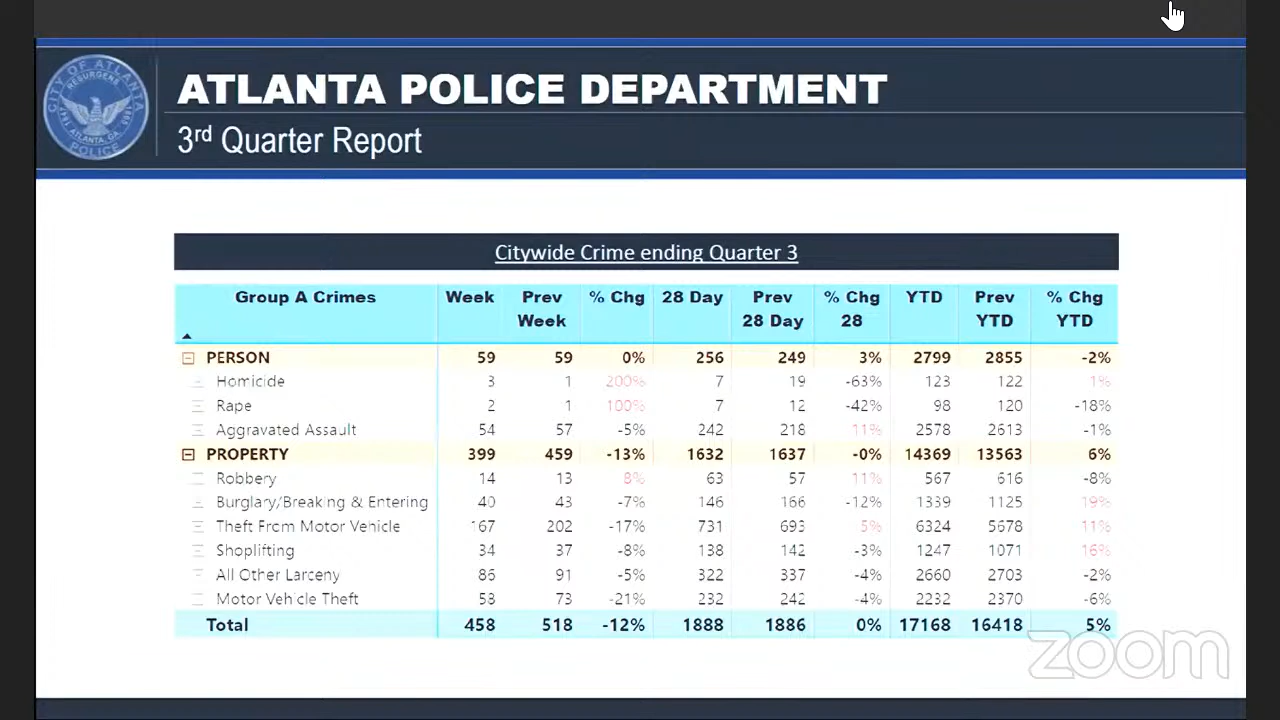 ATLANTA POLICE DEPARTMENT
3rd Quarter Report
CITY OF ATLANTA
RESURGENS
ATLANTA, GA.
POLICE
Citywide Crime ending Quarter 3
Group A Crimes Week Prev Week % Chg 28 Day Prev 28 Day % Chg 28 YTD Prev YTD % Chg YTD
PERSON 59 59 0% 256 249 3% 2799 2855 -2%
Homicide 3 1 200% 7 19 -63% 123 122 1%
Rape 2 1 100% 7 12 -42% 98 120 -18%
Aggravated Assault 54 57 -5% 242 218 11% 2578 2613 -1%
PROPERTY 399 459 -13% 1632 1637 -0% 14369 13563 6%
Robbery 14 13 8% 63 57 11% 567 616 -8%
Burglary/Breaking & Entering 40 43 -7% 146 166 -12% 1339 1125 19%
Theft From Motor Vehicle 167 202 -17% 731 693 5% 6324 5678 11%
Shoplifting 34 37 -8% 138 142 -3% 1247 1071 16%
All Other Larceny 86 91 -5% 322 337 -4% 2660 2703 -2%
Motor Vehicle Theft 58 73 -21% 232 242 -4% 2232 2370 -6%
Total 458 518 -12% 1888 1886 0% 17168 16418 5%
zoom